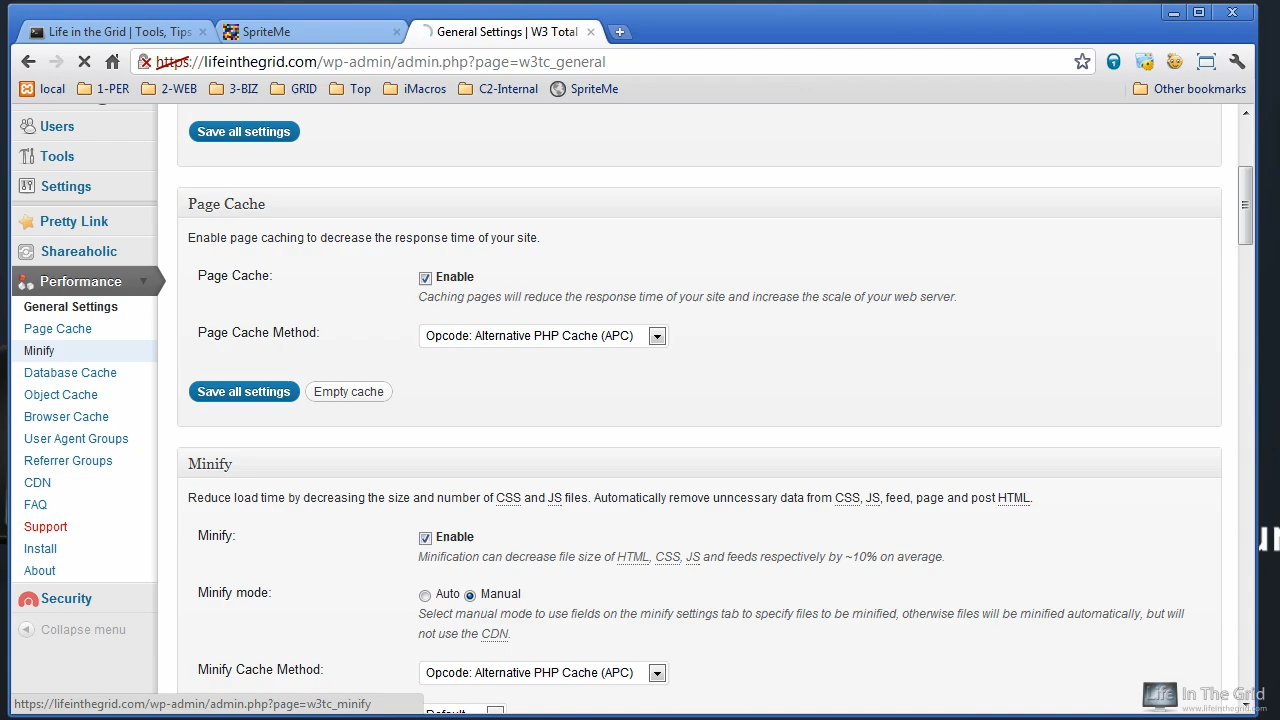 Life in the Grid | Tools, Tips
SpriteMe
General Settings | W3 Total
https://lifeinthegrid.com/wp-admin/admin.php?page=w3tc_general
local
1-PER
2-WEB
3-BIZ
GRID
Top
iMacros
C2-Internal
SpriteMe
Other bookmarks
Users
Tools
Settings
Pretty Link
Shareaholic
Performance
General Settings
Page Cache
Minify
Database Cache
Object Cache
Browser Cache
User Agent Groups
Referrer Groups
CDN
FAQ
Support
Install
About
Security
Collapse menu
Save all settings
Page Cache
Enable page caching to decrease the response time of your site.
Page Cache:
Enable
Caching pages will reduce the response time of your site and increase the scale of your web server.
Page Cache Method:
Opcode: Alternative PHP Cache (APC)
Save all settings
Empty cache
Minify
Reduce load time by decreasing the size and number of CSS and JS files. Automatically remove unncessary data from CSS, JS, feed, page and post HTML.
Minify:
Enable
Minification can decrease file size of HTML, CSS, JS and feeds respectively by ~10% on average.
Minify mode:
Auto
Manual
Select manual mode to use fields on the minify settings tab to specify files to be minified, otherwise files will be minified automatically, but will
not use the CDN.
Minify Cache Method:
Opcode: Alternative PHP Cache (APC)
Default
https://lifeinthegrid.com/wp-admin/admin.php?page=w3tc_minify
Life In The Grid
www.lifeinthegrid.com